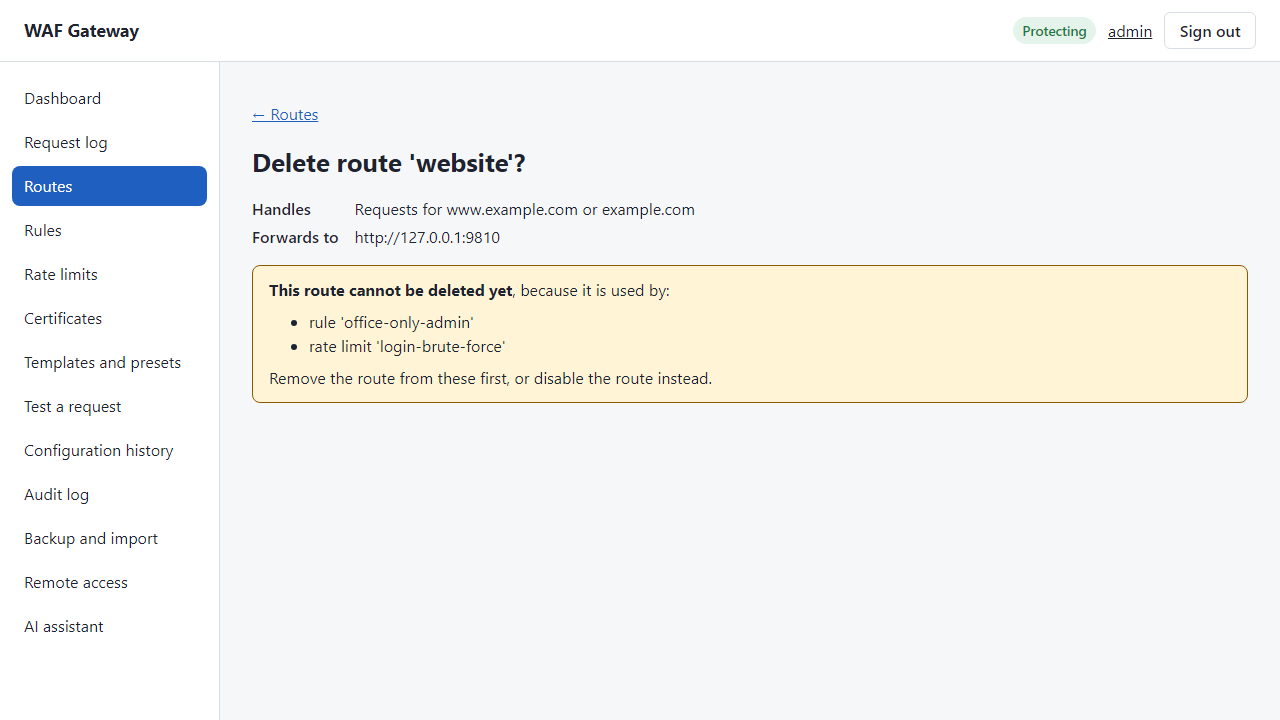 WAF Gateway
Protecting
admin
Sign out
Dashboard
Request log
Routes
Rules
Rate limits
Certificates
Templates and presets
Test a request
Configuration history
Audit log
Backup and import
Remote access
AI assistant
← Routes
Delete route 'website'?
Handles Requests for www.example.com or example.com
Forwards to http://127.0.0.1:9810
This route cannot be deleted yet, because it is used by:
• rule 'office-only-admin'
• rate limit 'login-brute-force'
Remove the route from these first, or disable the route instead.